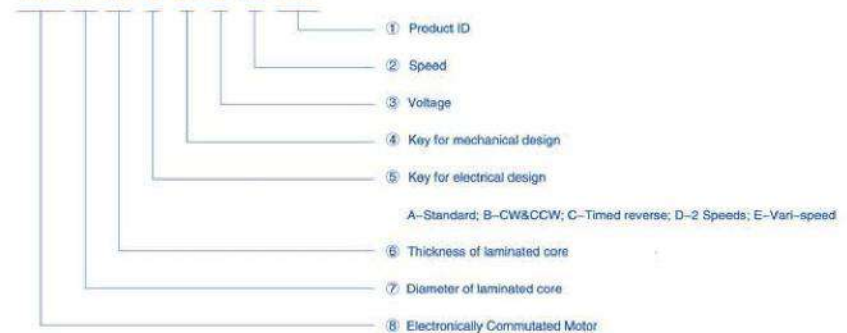 ① Product ID
② Speed
③ Voltage
④ Key for mechanical design
⑤ Key for electrical design
A-Standard; B-CW&CCW; C-Timed reverse; D-2 Speeds; E-Vari-speed
⑥ Thickness of laminated core
⑦ Diameter of laminated core
⑧ Electronically Commutated Motor